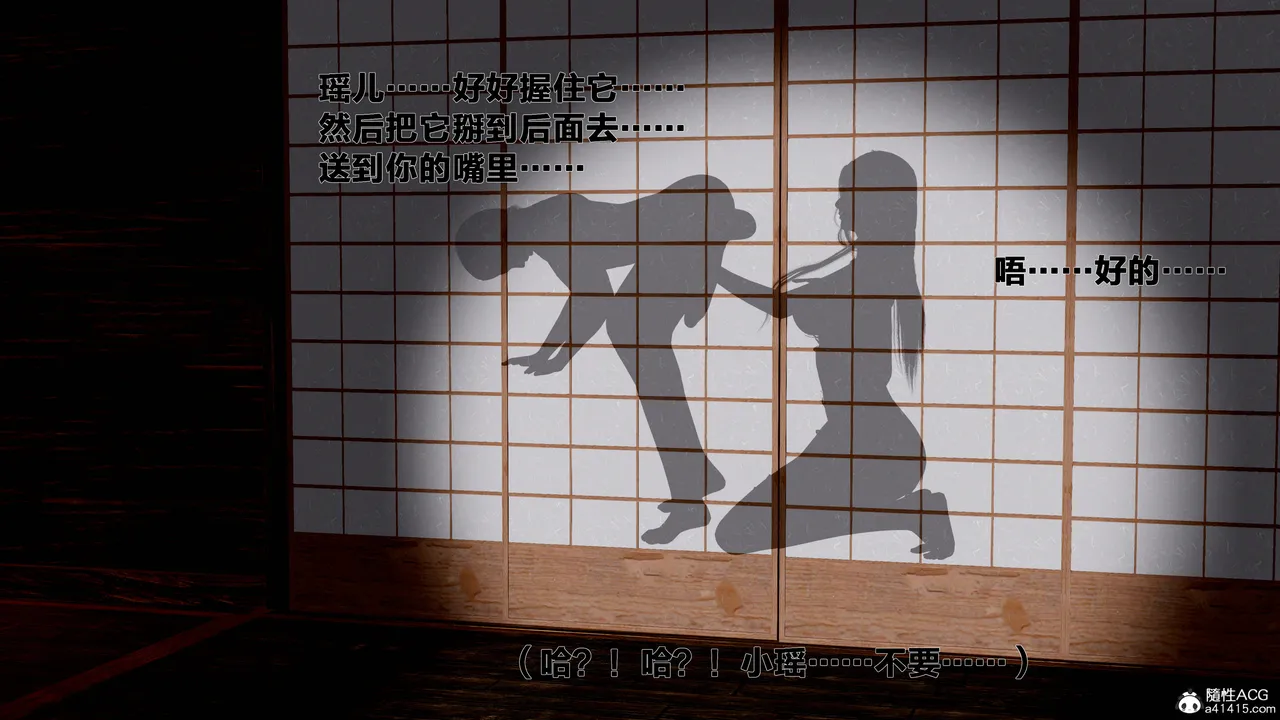 瑶儿……好好握住它……
然后把它掰到后面去……
送到你的嘴里……
唔……好的……
（哈？！哈？！小瑶……不要……）
隨性ACG
a41415.com